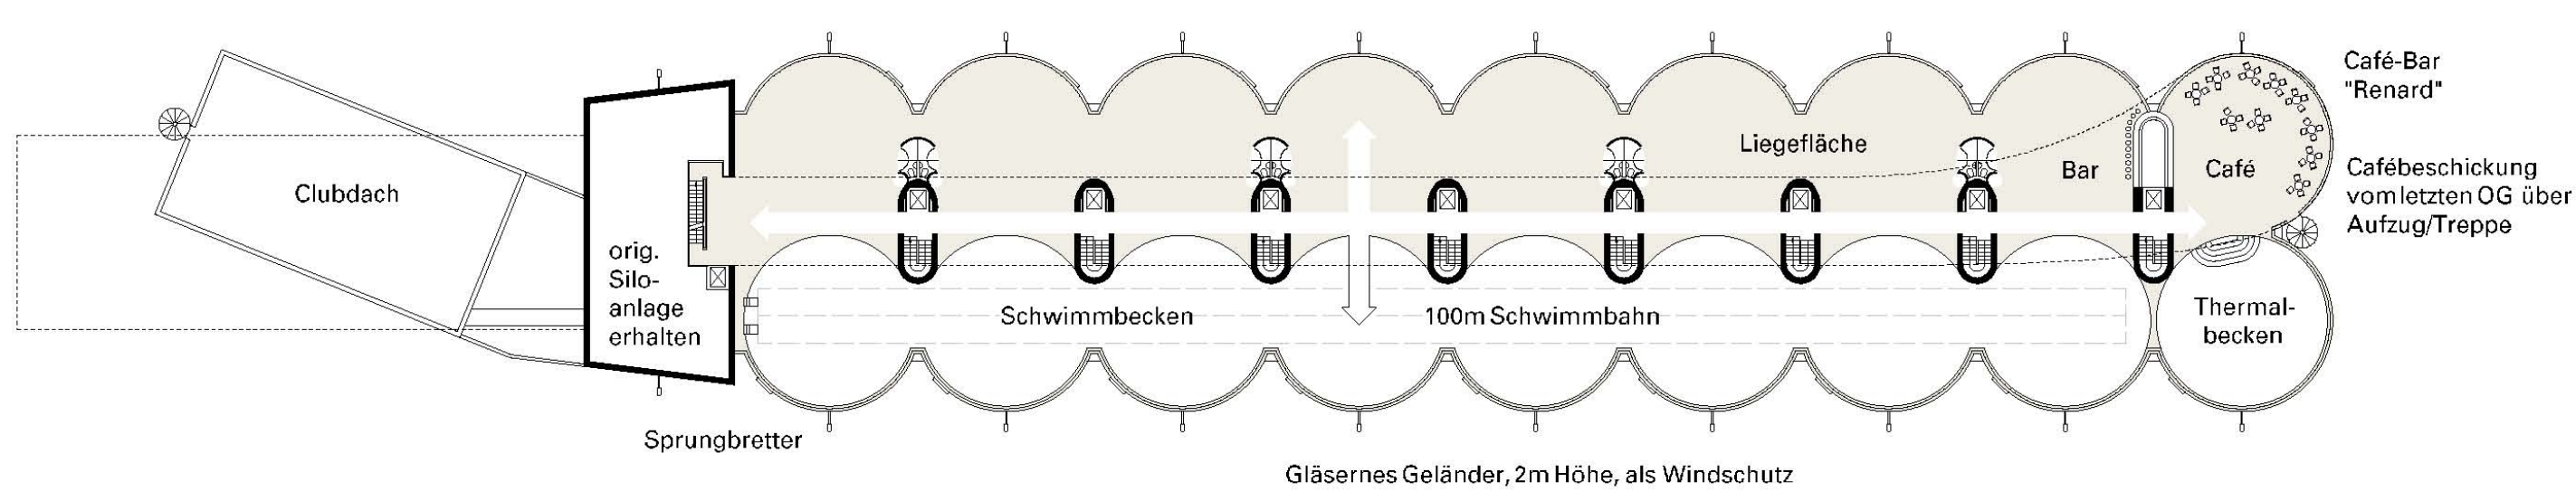 Clubdach
orig.
Silo-
anlage
erhalten
Sprungbretter
Schwimmbecken
100m Schwimmbahn
Liegefläche
Bar
Café
Thermal-
becken
Café-Bar
"Renard"
Cafébeschickung
vom letzten OG über
Aufzug/Treppe
Gläsernes Geländer, 2m Höhe, als Windschutz